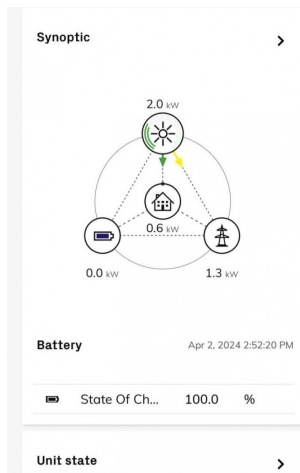 Synoptic
2.0 kW
0.6 kW
0.0 kW
1.3 kW
Battery
Apr 2, 2024 2:52:20 PM
State Of Ch... 100.0 %
Unit state